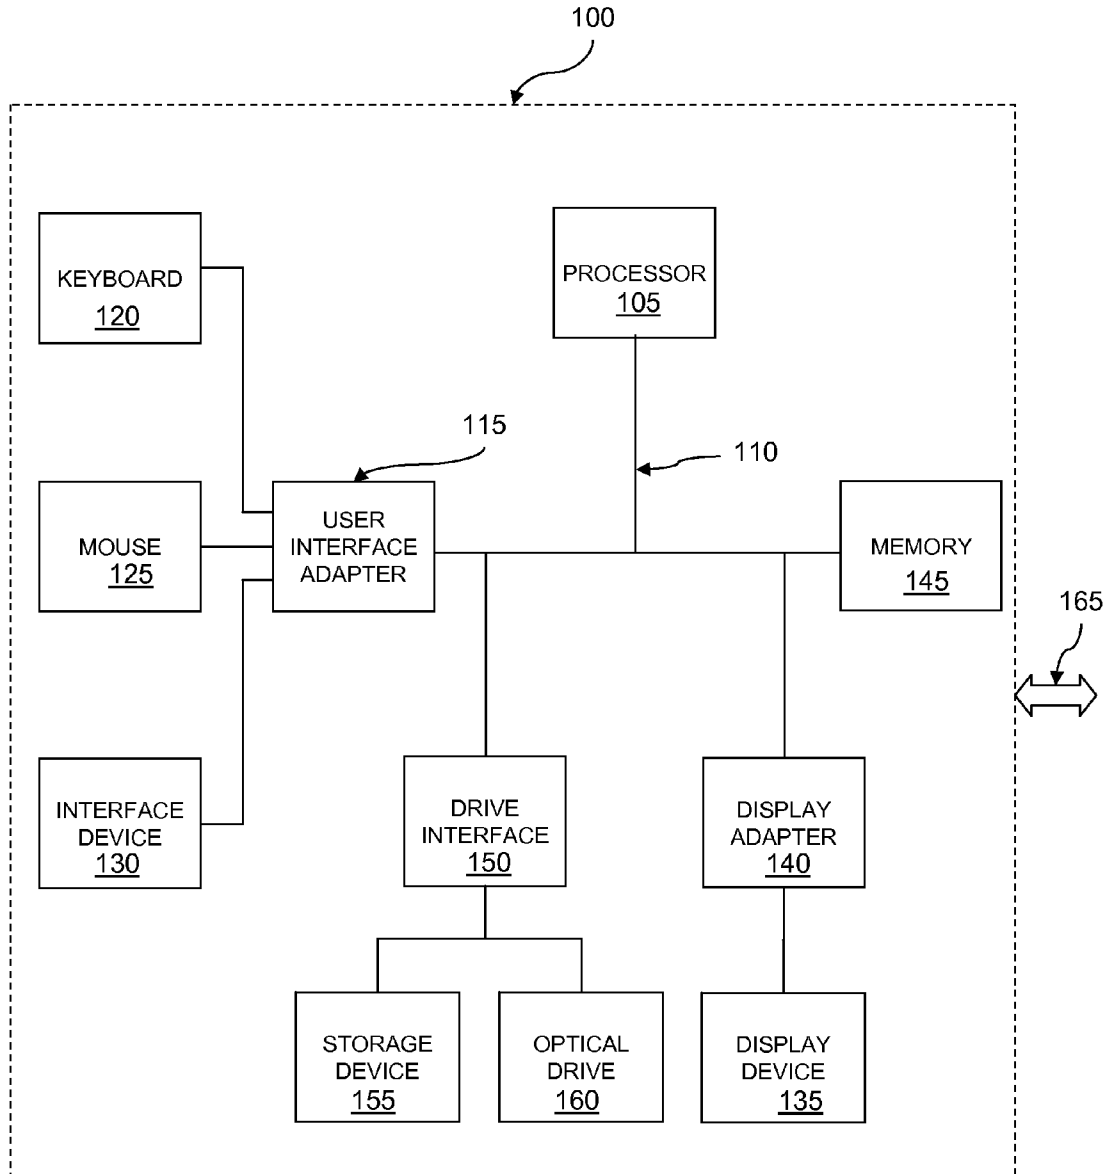 100
KEYBOARD
120
PROCESSOR
105
115
110
USER
INTERFACE
ADAPTER
MOUSE
125
MEMORY
145
165
INTERFACE
DEVICE
130
DRIVE
INTERFACE
150
DISPLAY
ADAPTER
140
STORAGE
DEVICE
155
OPTICAL
DRIVE
160
DISPLAY
DEVICE
135